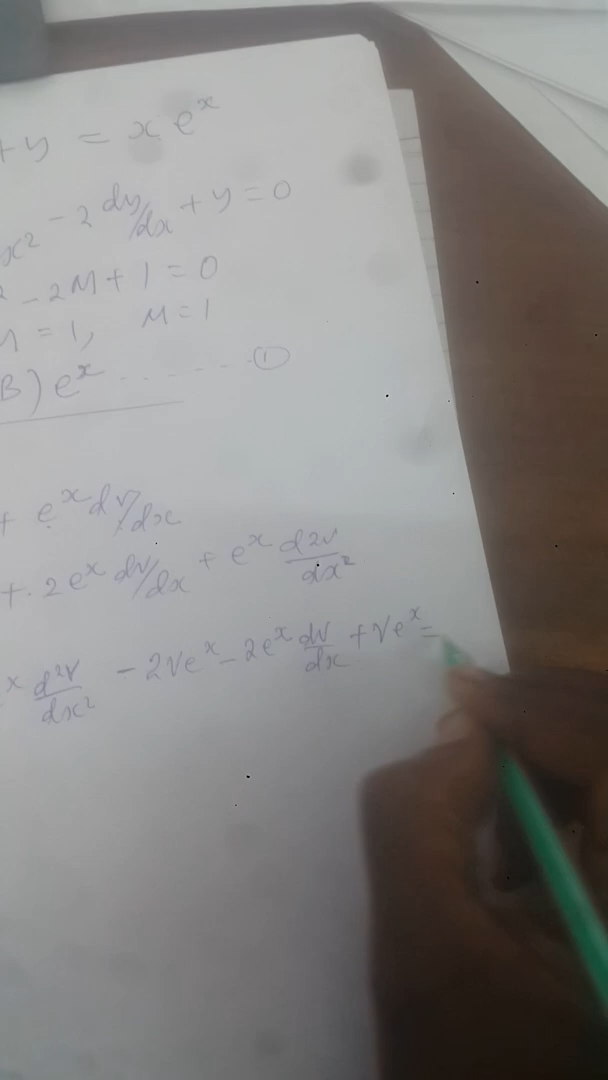 + y = x e^x
x² - 2 dy/dx + y = 0
² - 2M + 1 = 0
M = 1, M = 1
B) e^x ------- ①
+ e^x dv/dx
+ 2e^x dv/dx + e^x d2v/dx²
x d²v/dx² - 2Ve^x - 2e^x dv/dx + Ve^x =